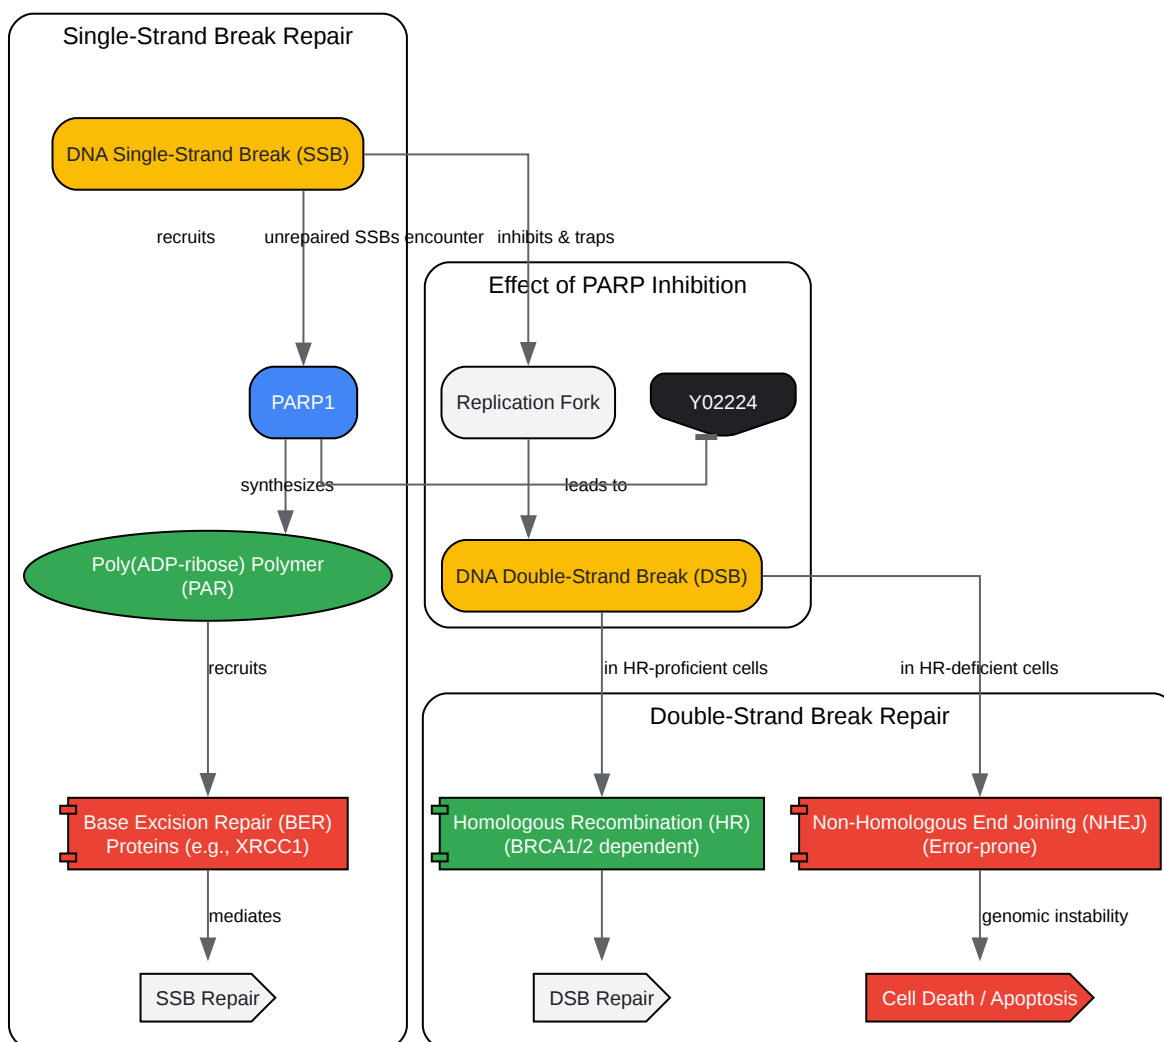 Single-Strand Break Repair
DNA Single-Strand Break (SSB)
recruits
unrepaired SSBs encounter
inhibits & traps
Effect of PARP Inhibition
PARP1
Replication Fork
Y02224
synthesizes
leads to
Poly(ADP-ribose) Polymer
(PAR)
DNA Double-Strand Break (DSB)
recruits
in HR-proficient cells
in HR-deficient cells
Double-Strand Break Repair
Base Excision Repair (BER)
Proteins (e.g., XRCC1)
Homologous Recombination (HR)
(BRCA1/2 dependent)
Non-Homologous End Joining (NHEJ)
(Error-prone)
mediates
genomic instability
SSB Repair
DSB Repair
Cell Death / Apoptosis